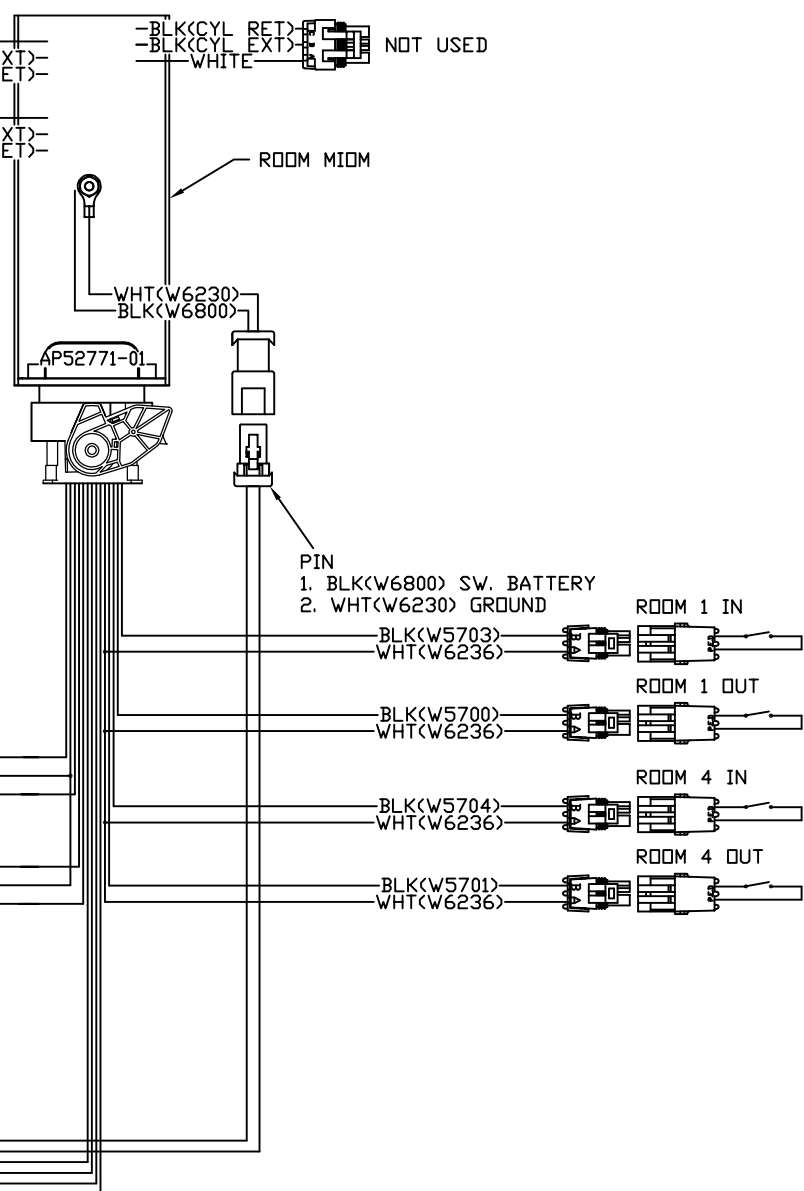 BLK(CYL RET)
BLK(CYL EXT)
WHITE
NOT USED
XT)
ET)
XT)
ET)
ROOM MIOM
WHT(W6230)
BLK(W6800)
AP52771-01
PIN
1. BLK(W6800) SW. BATTERY
2. WHT(W6230) GROUND
ROOM 1 IN
BLK(W5703)
WHT(W6236)
B
A
ROOM 1 OUT
BLK(W5700)
WHT(W6236)
B
A
ROOM 4 IN
BLK(W5704)
WHT(W6236)
B
A
ROOM 4 OUT
BLK(W5701)
WHT(W6236)
B
A